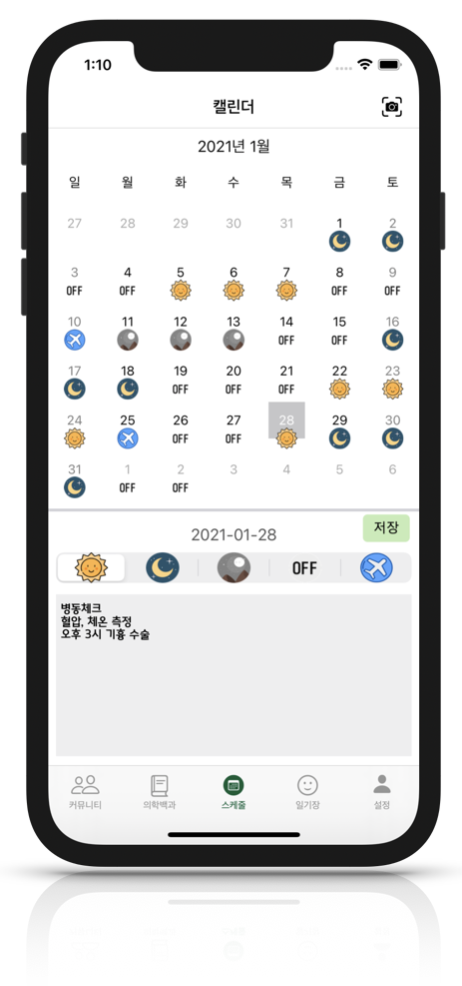 1:10
캘린더
2021년 1월
일 월 화 수 목 금 토
27 28 29 30 31 1 2
3 4 5 6 7 8 9
OFF OFF OFF OFF
10 11 12 13 14 15 16
OFF OFF
17 18 19 20 21 22 23
OFF OFF OFF
24 25 26 27 28 29 30
OFF OFF
31 1 2 3 4 5 6
OFF OFF
2021-01-28 저장
OFF
병동체크
혈압, 체온 측정
오후 3시 기흉 수술
커뮤니티 의학백과 스케줄 일기장 설정